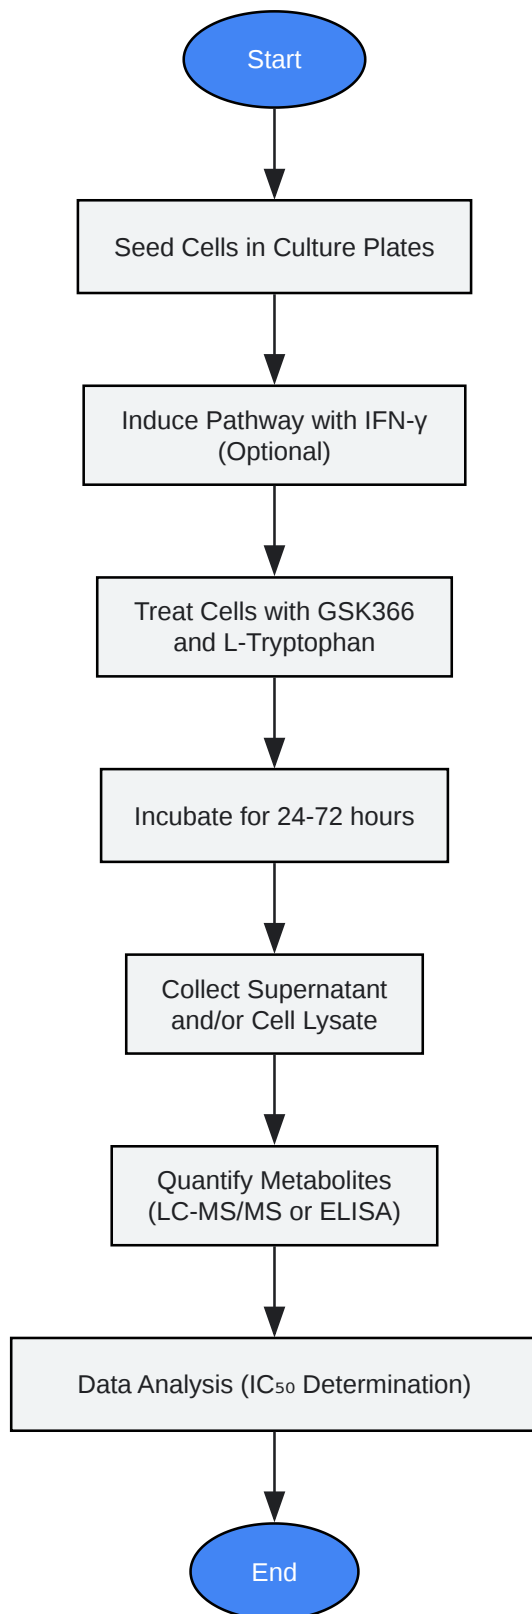 Start
Seed Cells in Culture Plates
Induce Pathway with IFN-γ
(Optional)
Treat Cells with GSK366
and L-Tryptophan
Incubate for 24-72 hours
Collect Supernatant
and/or Cell Lysate
Quantify Metabolites
(LC-MS/MS or ELISA)
Data Analysis (IC₅₀ Determination)
End